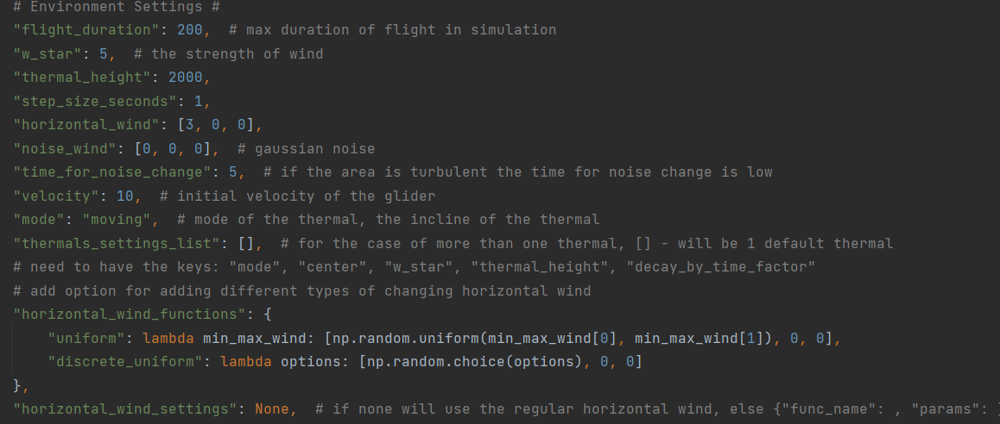 # Environment Settings #
"flight_duration": 200,  # max duration of flight in simulation
"w_star": 5,  # the strength of wind
"thermal_height": 2000,
"step_size_seconds": 1,
"horizontal_wind": [3, 0, 0],
"noise_wind": [0, 0, 0],  # gaussian noise
"time_for_noise_change": 5,  # if the area is turbulent the time for noise change is low
"velocity": 10,  # initial velocity of the glider
"mode": "moving",  # mode of the thermal, the incline of the thermal
"thermals_settings_list": [],  # for the case of more than one thermal, [] - will be 1 default thermal
# need to have the keys: "mode", "center", "w_star", "thermal_height", "decay_by_time_factor"
# add option for adding different types of changing horizontal wind
"horizontal_wind_functions": {
    "uniform": lambda min_max_wind: [np.random.uniform(min_max_wind[0], min_max_wind[1]), 0, 0],
    "discrete_uniform": lambda options: [np.random.choice(options), 0, 0]
},
"horizontal_wind_settings": None,  # if none will use the regular horizontal wind, else {"func_name": , "params":